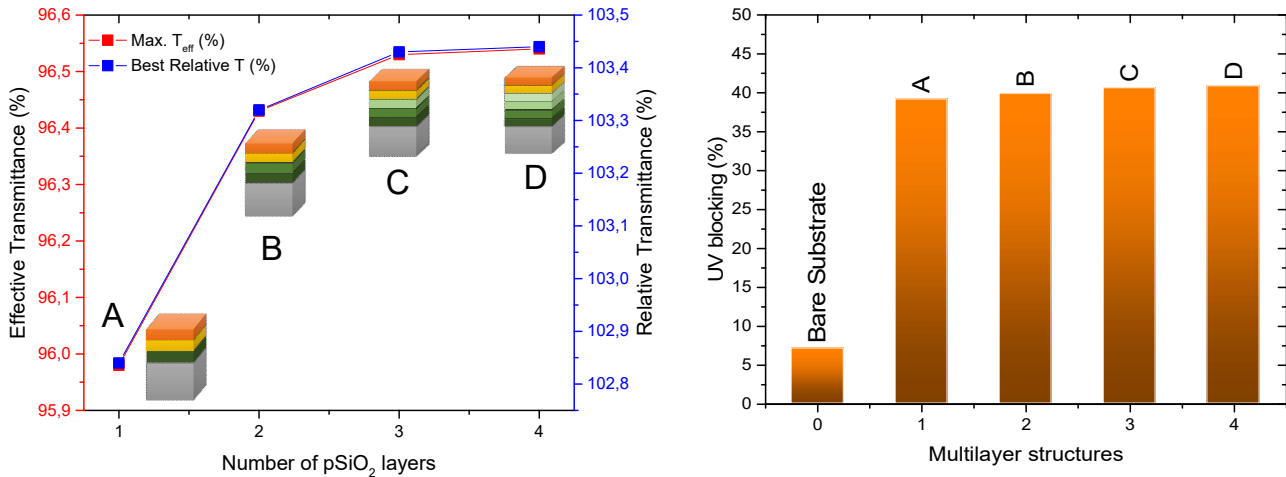 Max. Teff (%)
Best Relative T (%)
Effective Transmittance (%)
96,6
96,5
96,4
96,3
96,2
96,1
96,0
95,9
A
B
C
D
1
2
3
4
Number of pSiO2 layers
103,5
103,4
103,3
103,2
103,1
103,0
102,9
102,8
Relative Transmittance (%)
UV blocking (%)
50
45
40
35
30
25
20
15
10
5
0
Bare Substrate
A
B
C
D
0
1
2
3
4
Multilayer structures